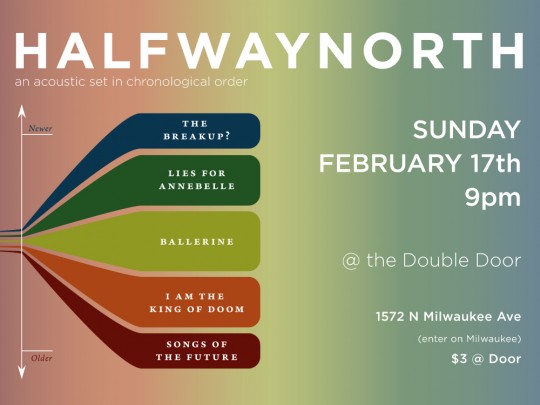 HALFWAYNORTH
an acoustic set in chronological order
Newer
THE
BREAKUP?
LIES FOR
ANNEBELLE
BALLERINE
I AM THE
KING OF DOOM
SONGS OF
THE FUTURE
Older
SUNDAY
FEBRUARY 17th
9pm
@ the Double Door
1572 N Milwaukee Ave
(enter on Milwaukee)
$3 @ Door